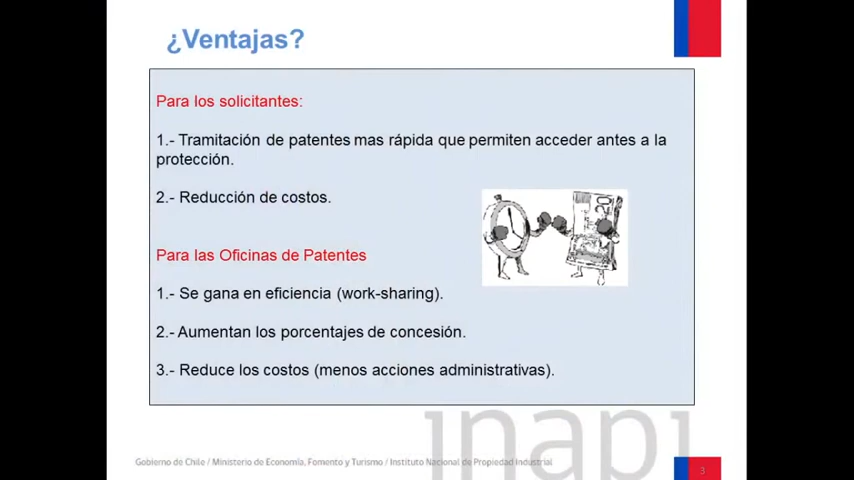 ¿Ventajas?
Para los solicitantes:
1.- Tramitación de patentes mas rápida que permiten acceder antes a la
protección.
2.- Reducción de costos.
20
Para las Oficinas de Patentes
1.- Se gana en eficiencia (work-sharing).
2.- Aumentan los porcentajes de concesión.
3.- Reduce los costos (menos acciones administrativas).
inapi
Gobierno de Chile / Ministerio de Economía, Fomento y Turismo / Instituto Nacional de Propiedad Industrial
3